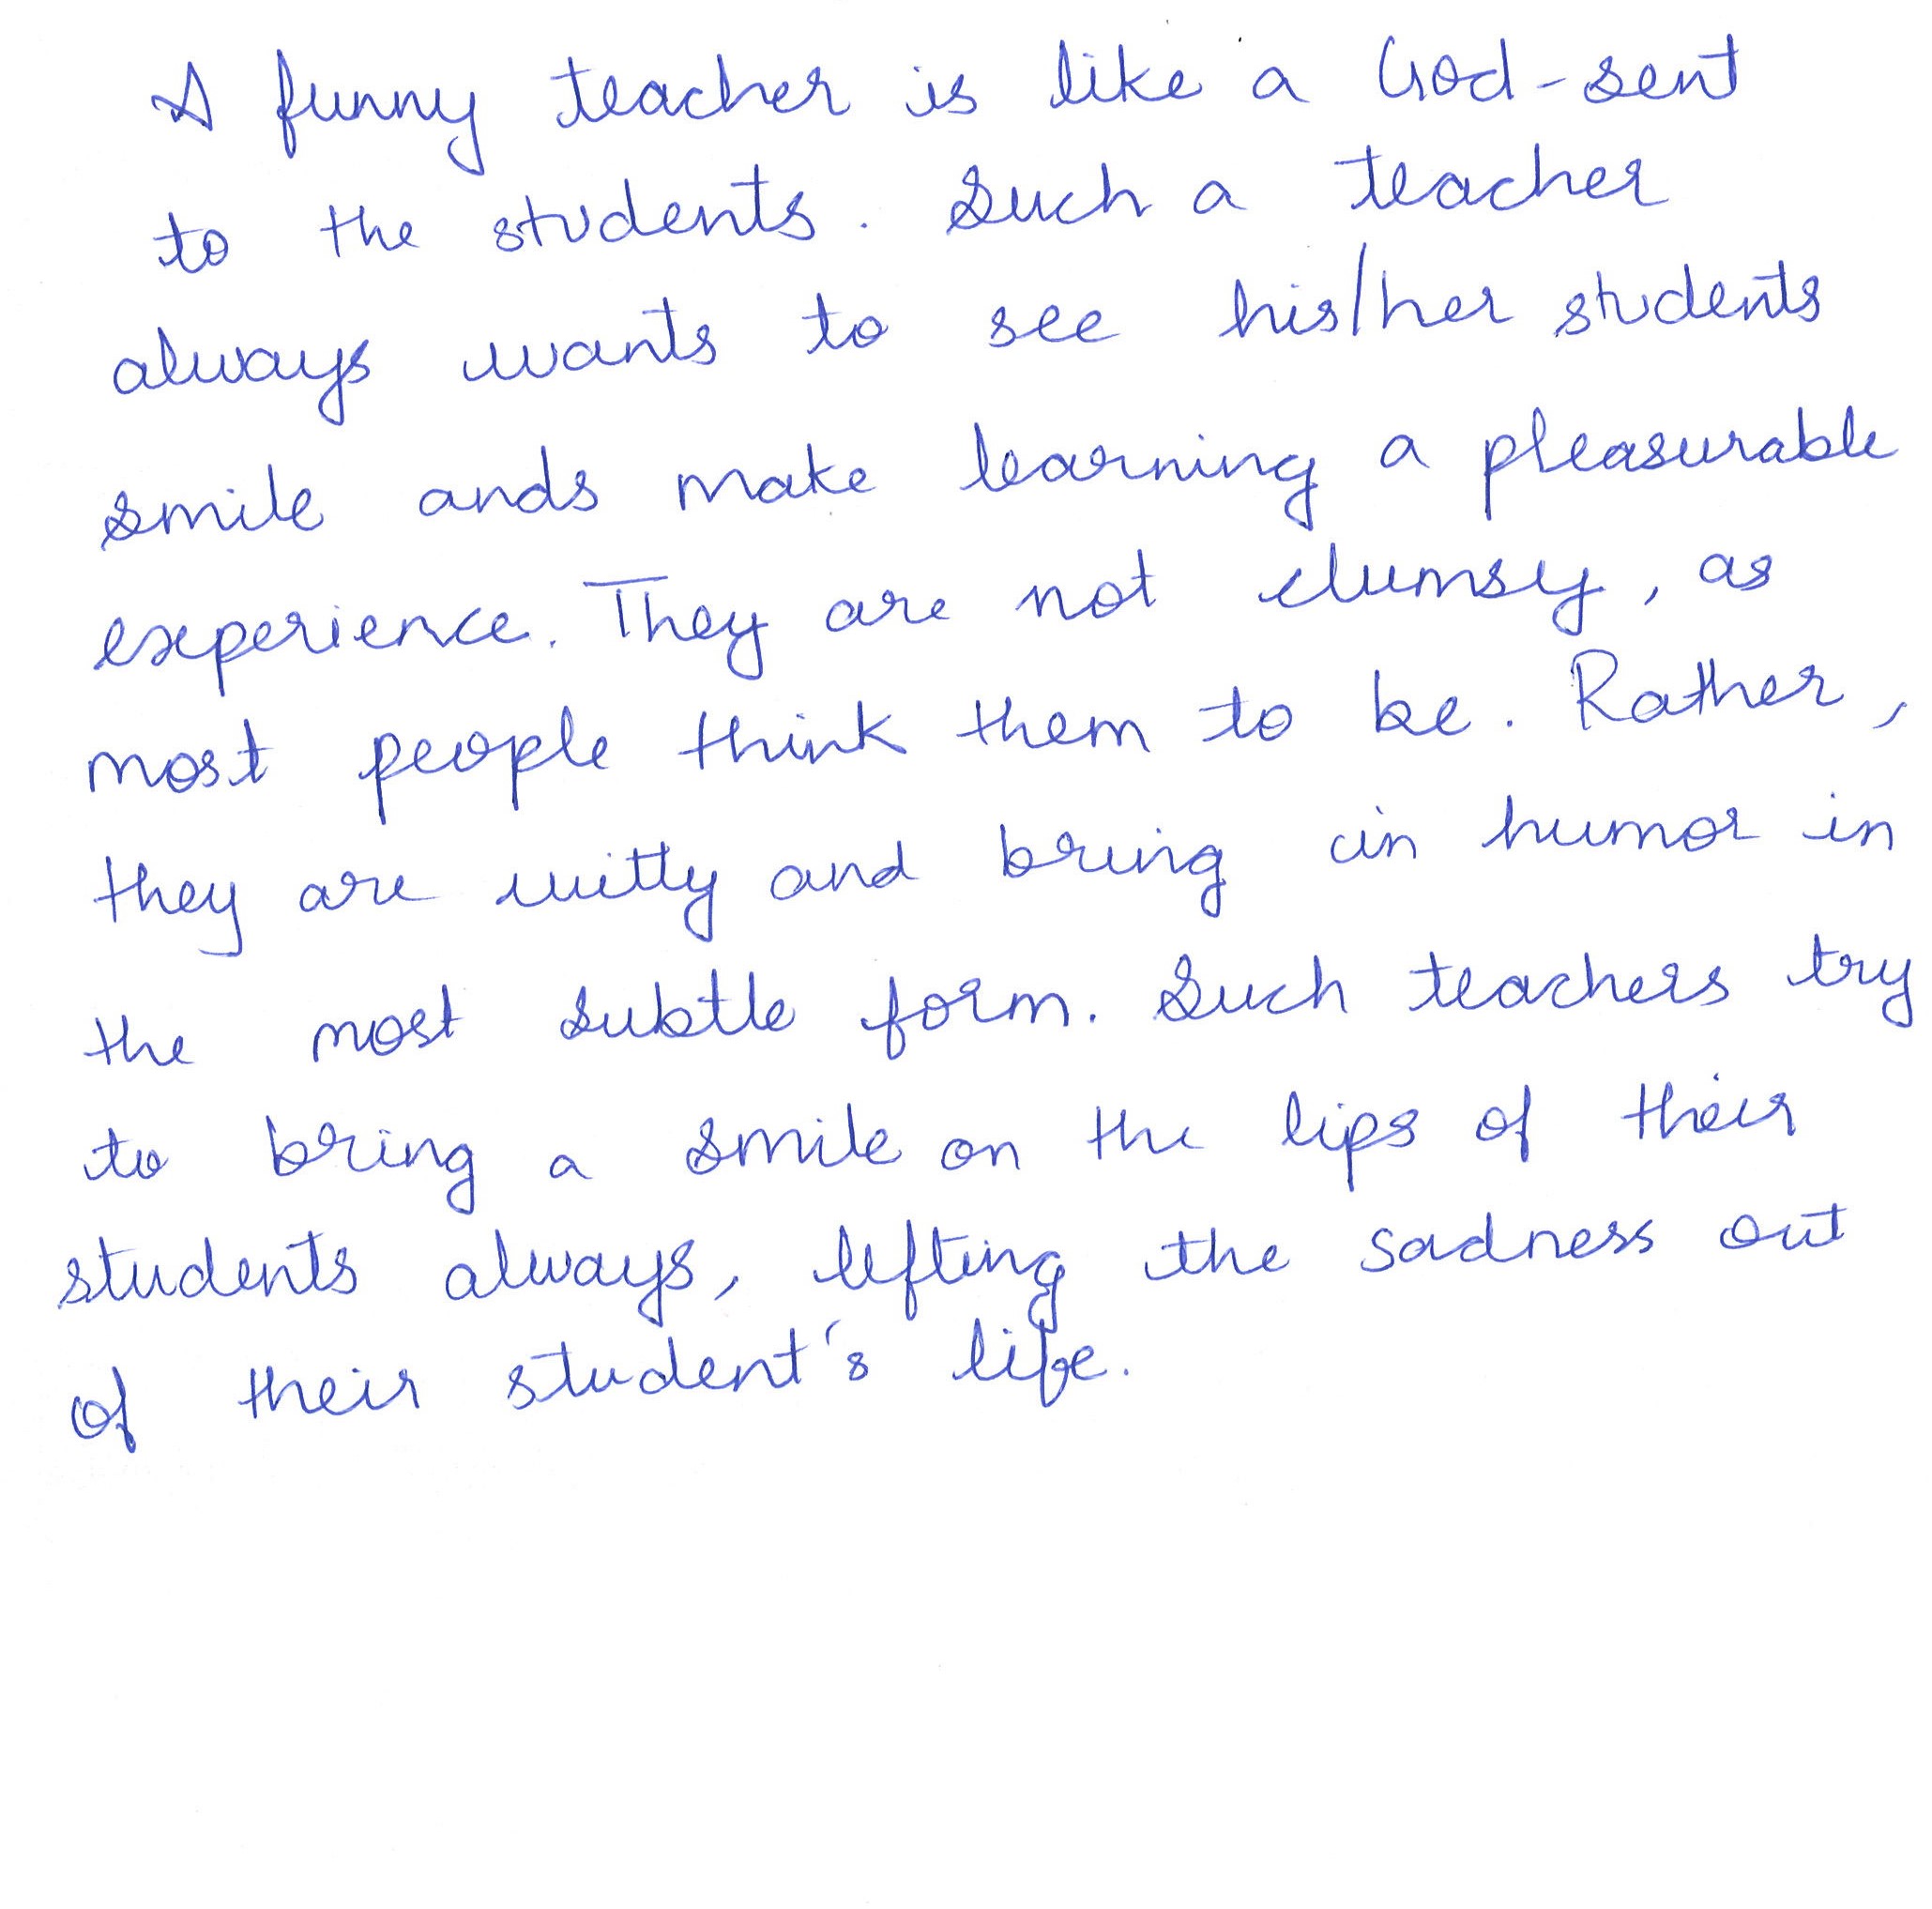 A funny teacher is like a God-sent
to the students. Such a teacher
always wants to see his/her students
smile ands make learning a pleasurable
experience. They are not clumsy, as
most people think them to be. Rather,
they are witty and bring in humor in
the most subtle form. Such teachers try
to bring a smile on the lips of their
students always, lifting the sadness out
of their student's life.